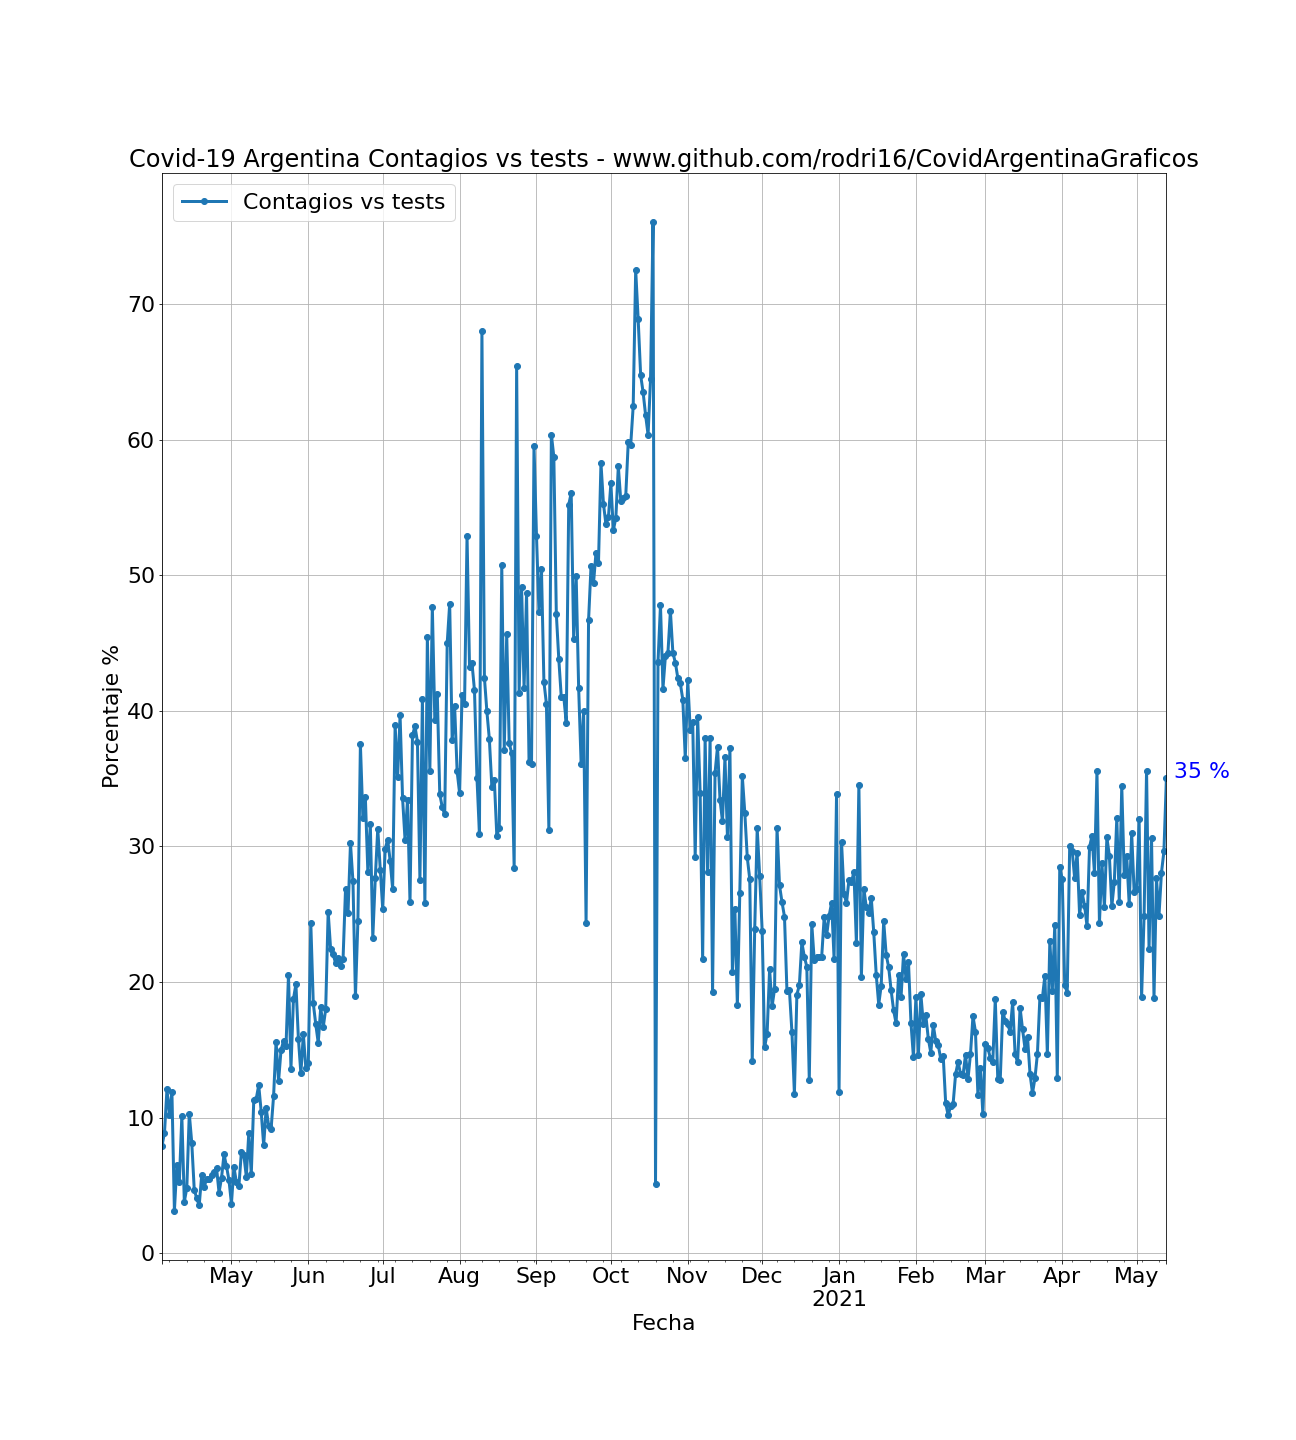 Covid-19 Argentina Contagios vs tests - www.github.com/rodri16/CovidArgentinaGraficos
Contagios vs tests
70
60
50
40
35 %
30
20
10
0
Porcentaje %
May Jun Jul Aug Sep Oct Nov Dec Jan Feb Mar Apr May
2021
Fecha